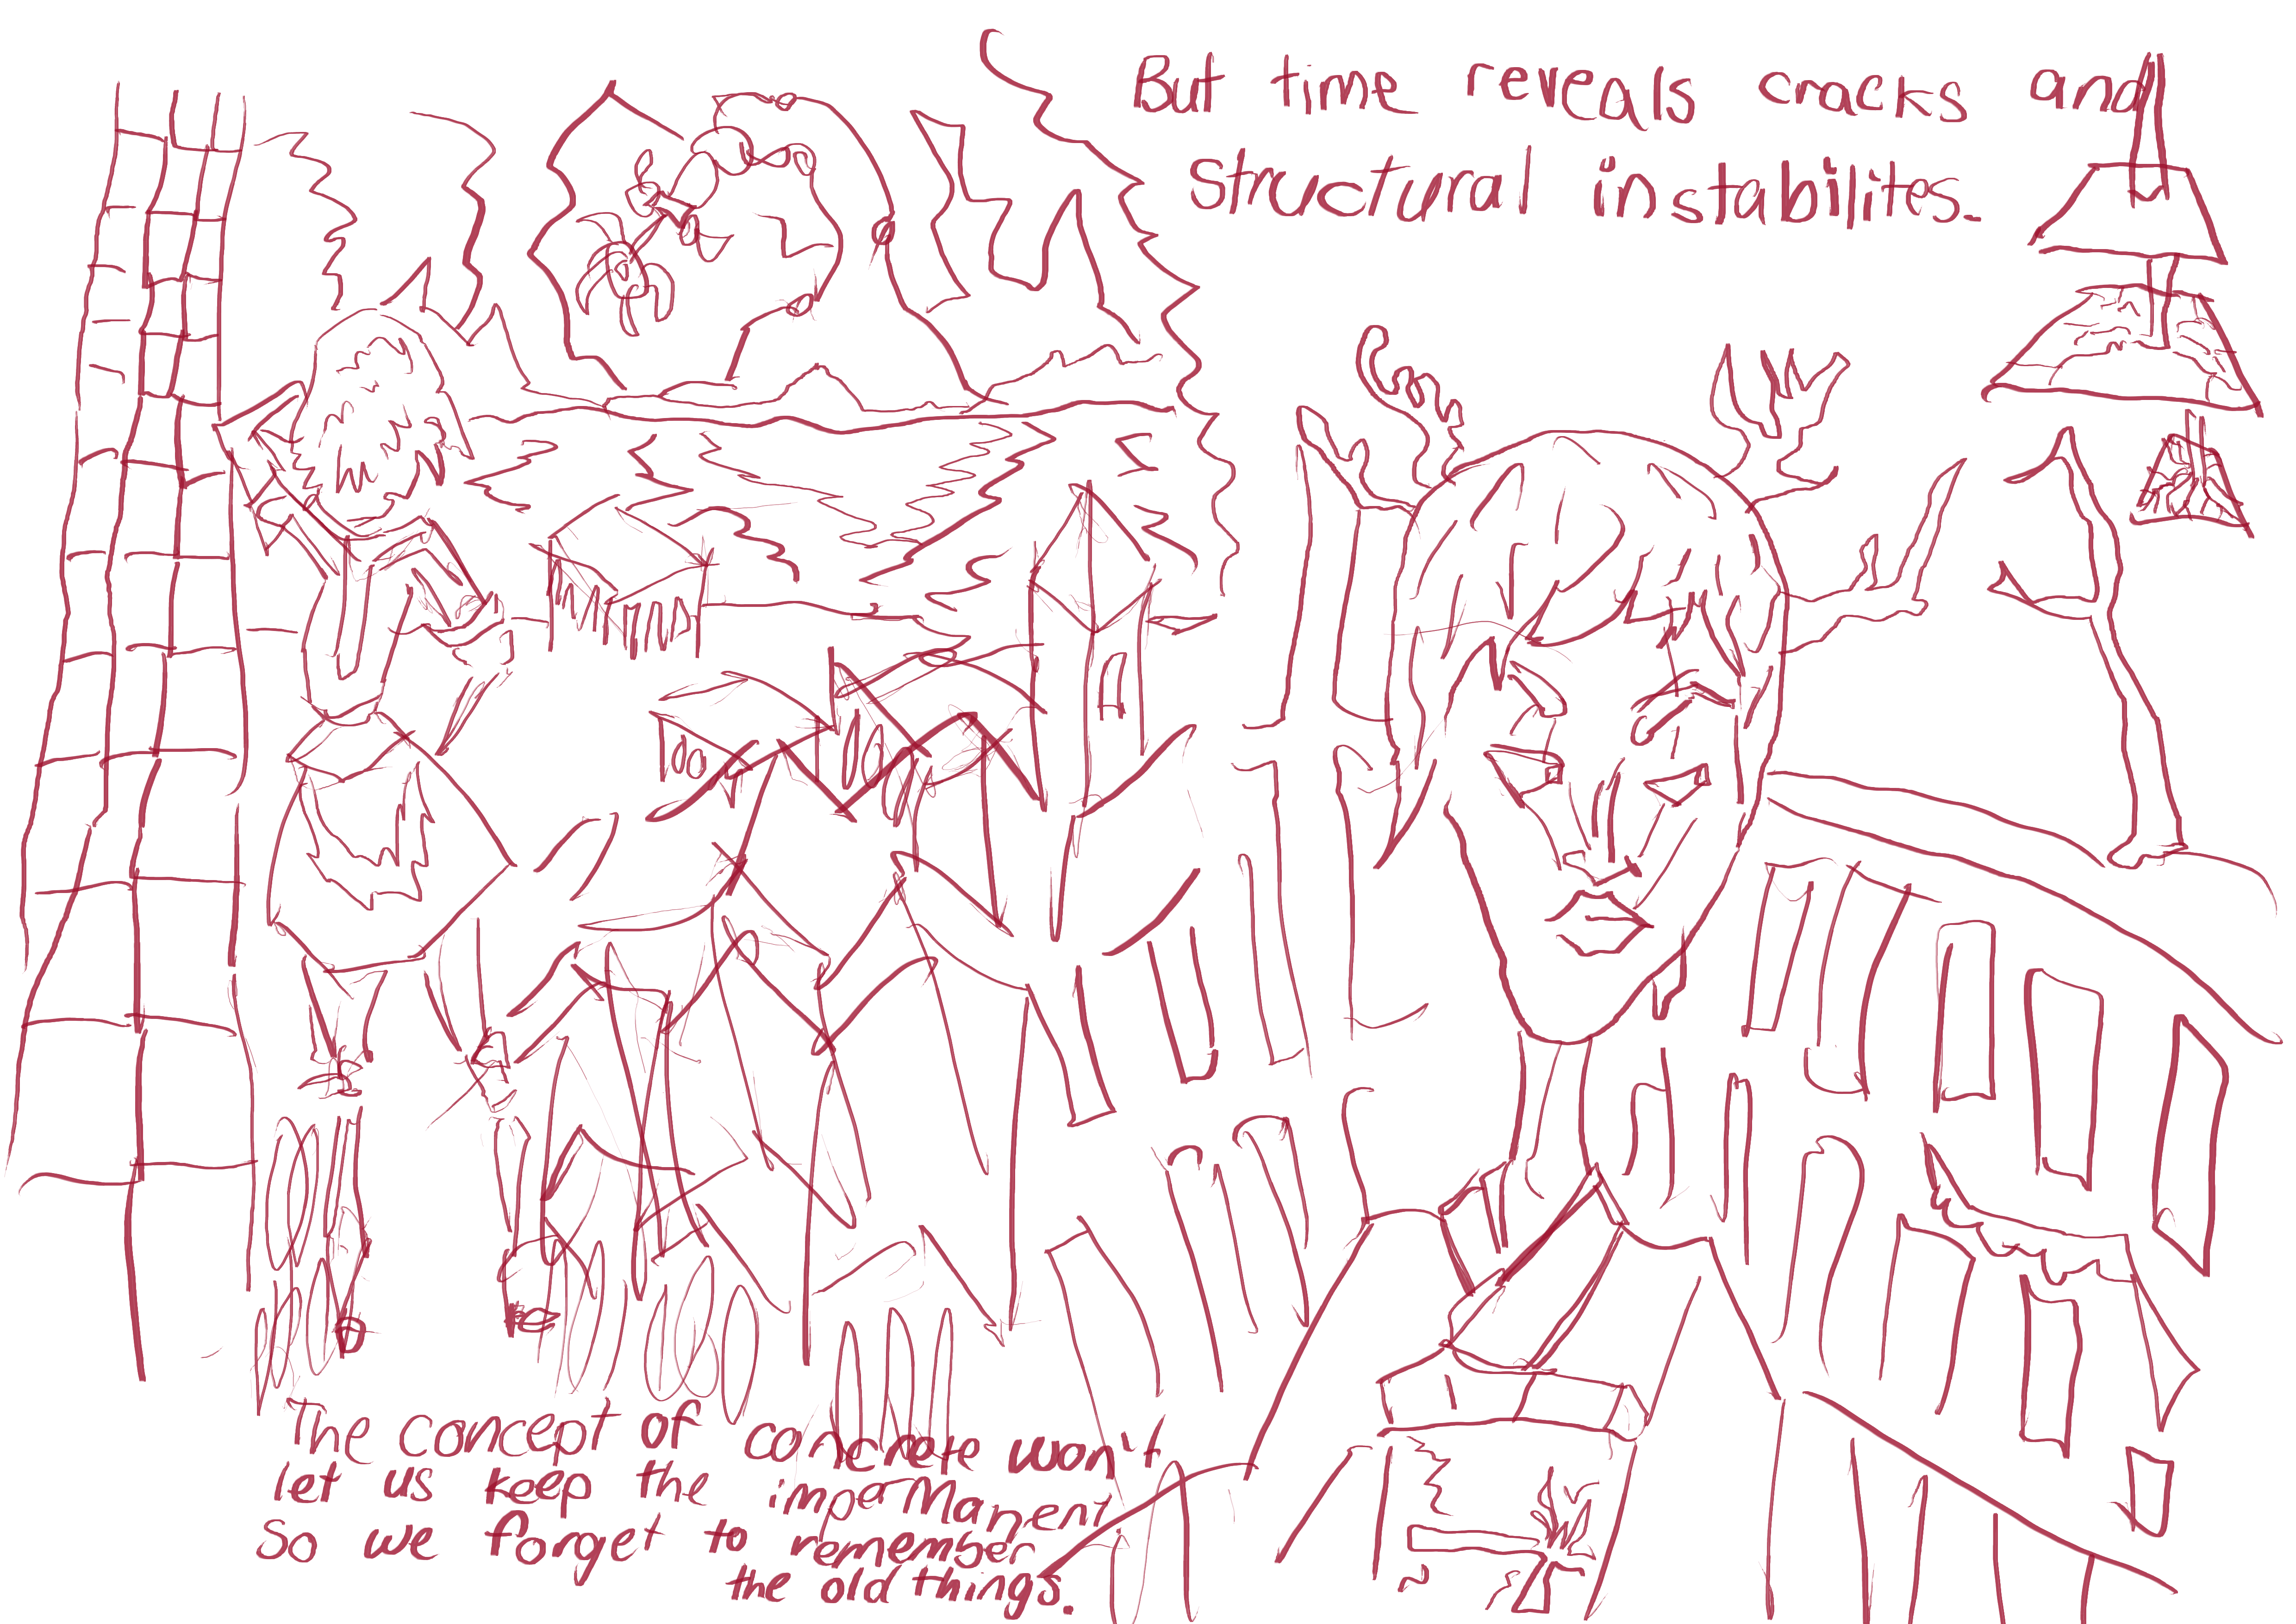 But time reveals cracks and
structural instabilites.
The concept of concrete won't
let us keep the impermanent
So we forget to remember
the old things.